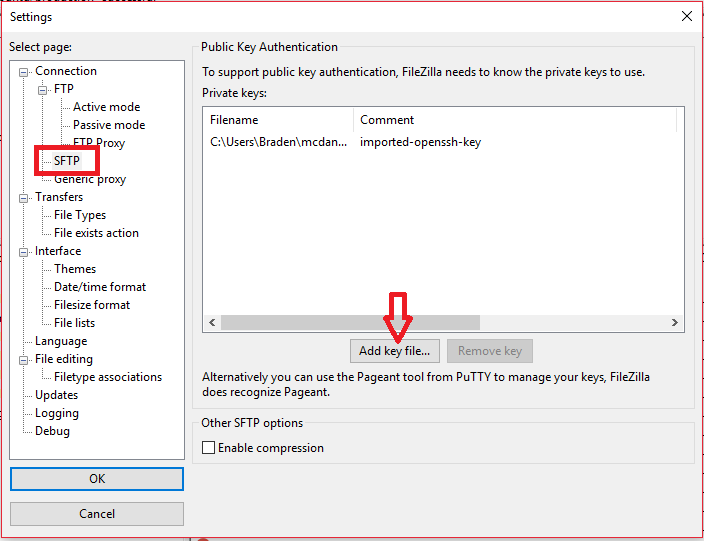 Settings
Select page:
Connection
FTP
Active mode
Passive mode
FTP Proxy
SFTP
Generic proxy
Transfers
File Types
File exists action
Interface
Themes
Date/time format
Filesize format
File lists
Language
File editing
Filetype associations
Updates
Logging
Debug
OK
Cancel
Public Key Authentication
To support public key authentication, FileZilla needs to know the private keys to use.
Private keys:
Filename Comment
C:\Users\Braden\mcdan... imported-openssh-key
Add key file... Remove key
Alternatively you can use the Pageant tool from PuTTY to manage your keys, FileZilla
does recognize Pageant.
Other SFTP options
Enable compression